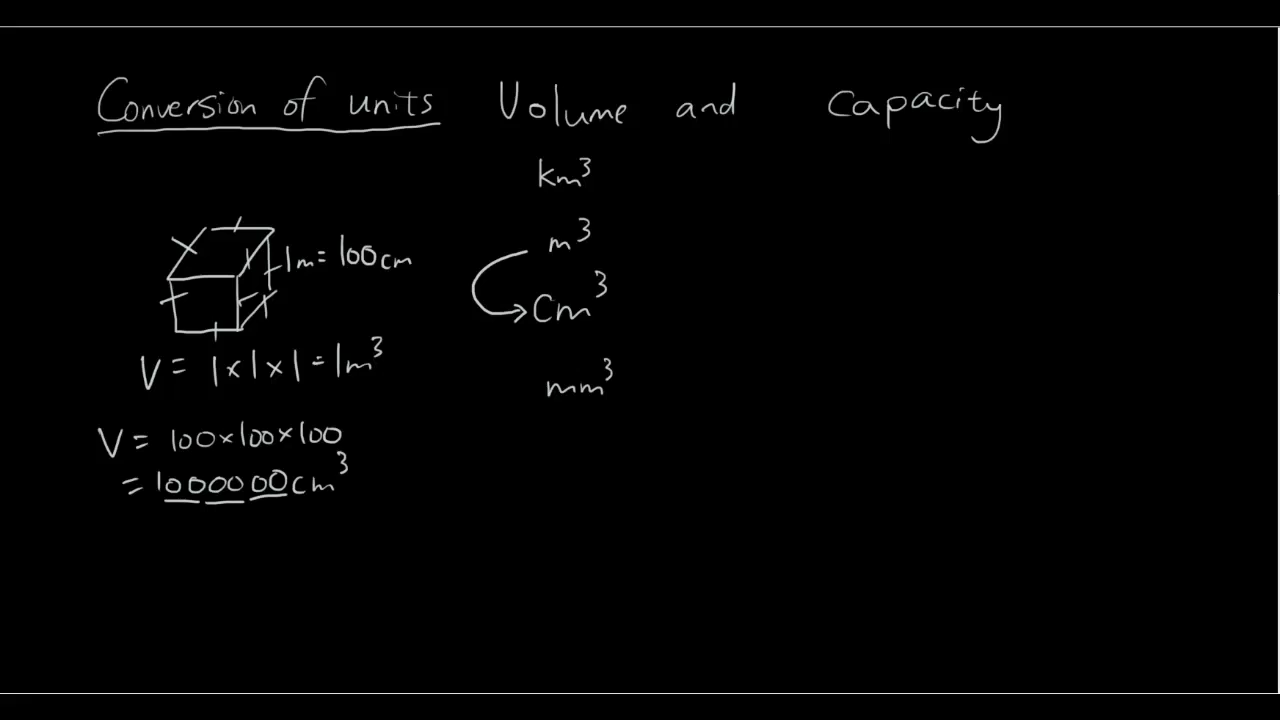 Conversion of units Volume and Capacity
km³
m³
1m = 100cm
Cm³
V = 1×1×1 = 1m³
mm³
V = 100×100×100
= 1000000cm³